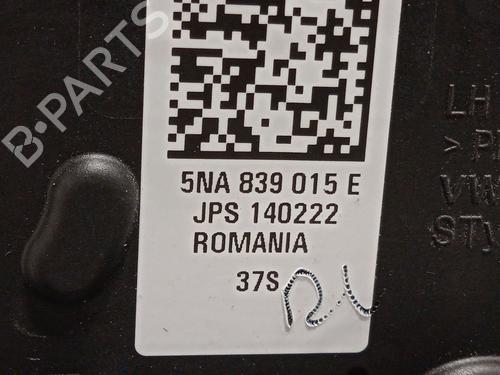 B-PARTS
5NA 839 015 E
JPS 140222
ROMANIA
37S
LH
VW